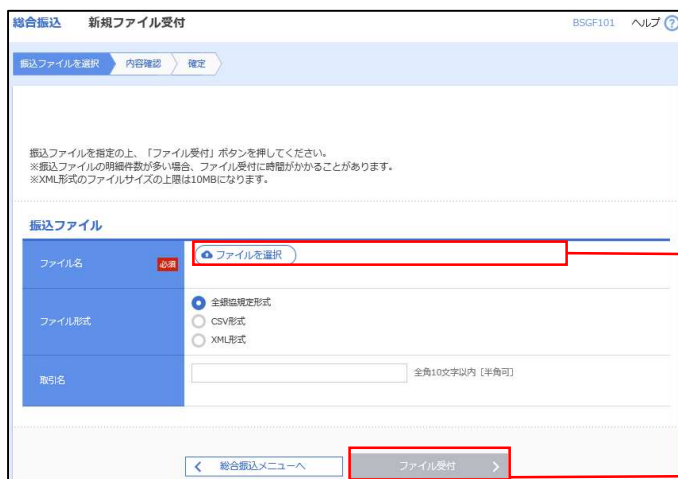 総合振込 新規ファイル受付 BSGF101 ヘルプ ?
振込ファイルを選択 内容確認 確定
振込ファイルを指定の上、「ファイル受付」ボタンを押してください。
※振込ファイルの明細件数が多い場合、ファイル受付に時間がかかることがあります。
※XML形式のファイルサイズの上限は10MBになります。
振込ファイル
ファイル名 必須 ファイルを選択
ファイル形式
全銀協規定形式
CSV形式
XML形式
取引名 全角10文字以内 [半角可]
総合振込メニューへ ファイル受付